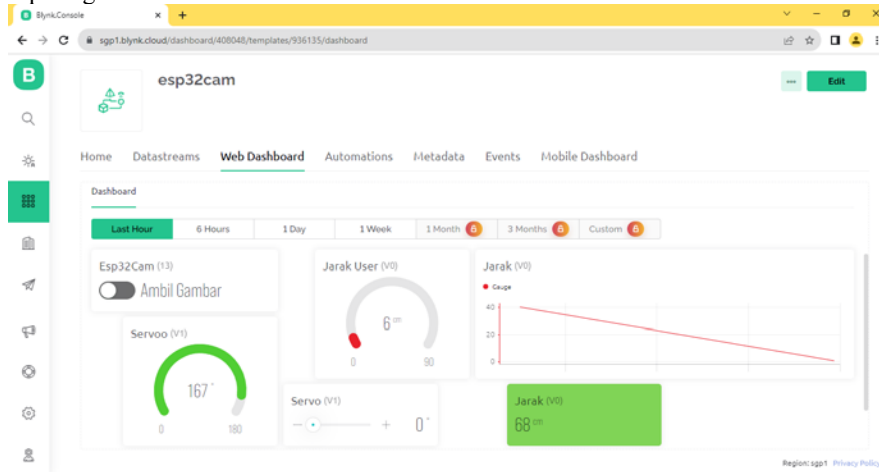 Blynk.Console
sgp1.blynk.cloud/dashboard/408048/templates/936135/dashboard
B
esp32cam
Edit
Home Datastreams Web Dashboard Automations Metadata Events Mobile Dashboard
Dashboard
Last Hour 6 Hours 1 Day 1 Week 1 Month 3 Months Custom
Esp32Cam (13)
Ambil Gambar
Jarak User (V0)
6 cm
0 90
Jarak (V0)
Gauge
40
20
0
Servoo (V1)
167 °
0 180
Servo (V1)
− + 0 °
Jarak (V0)
68 cm
Region: sgp1 Privacy Policy